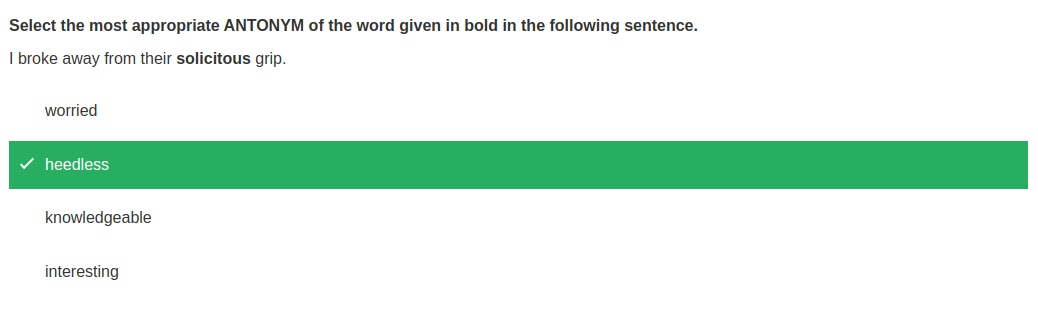 Select the most appropriate ANTONYM of the word given in bold in the following sentence.
I broke away from their solicitous grip.
worried
heedless
knowledgeable
interesting